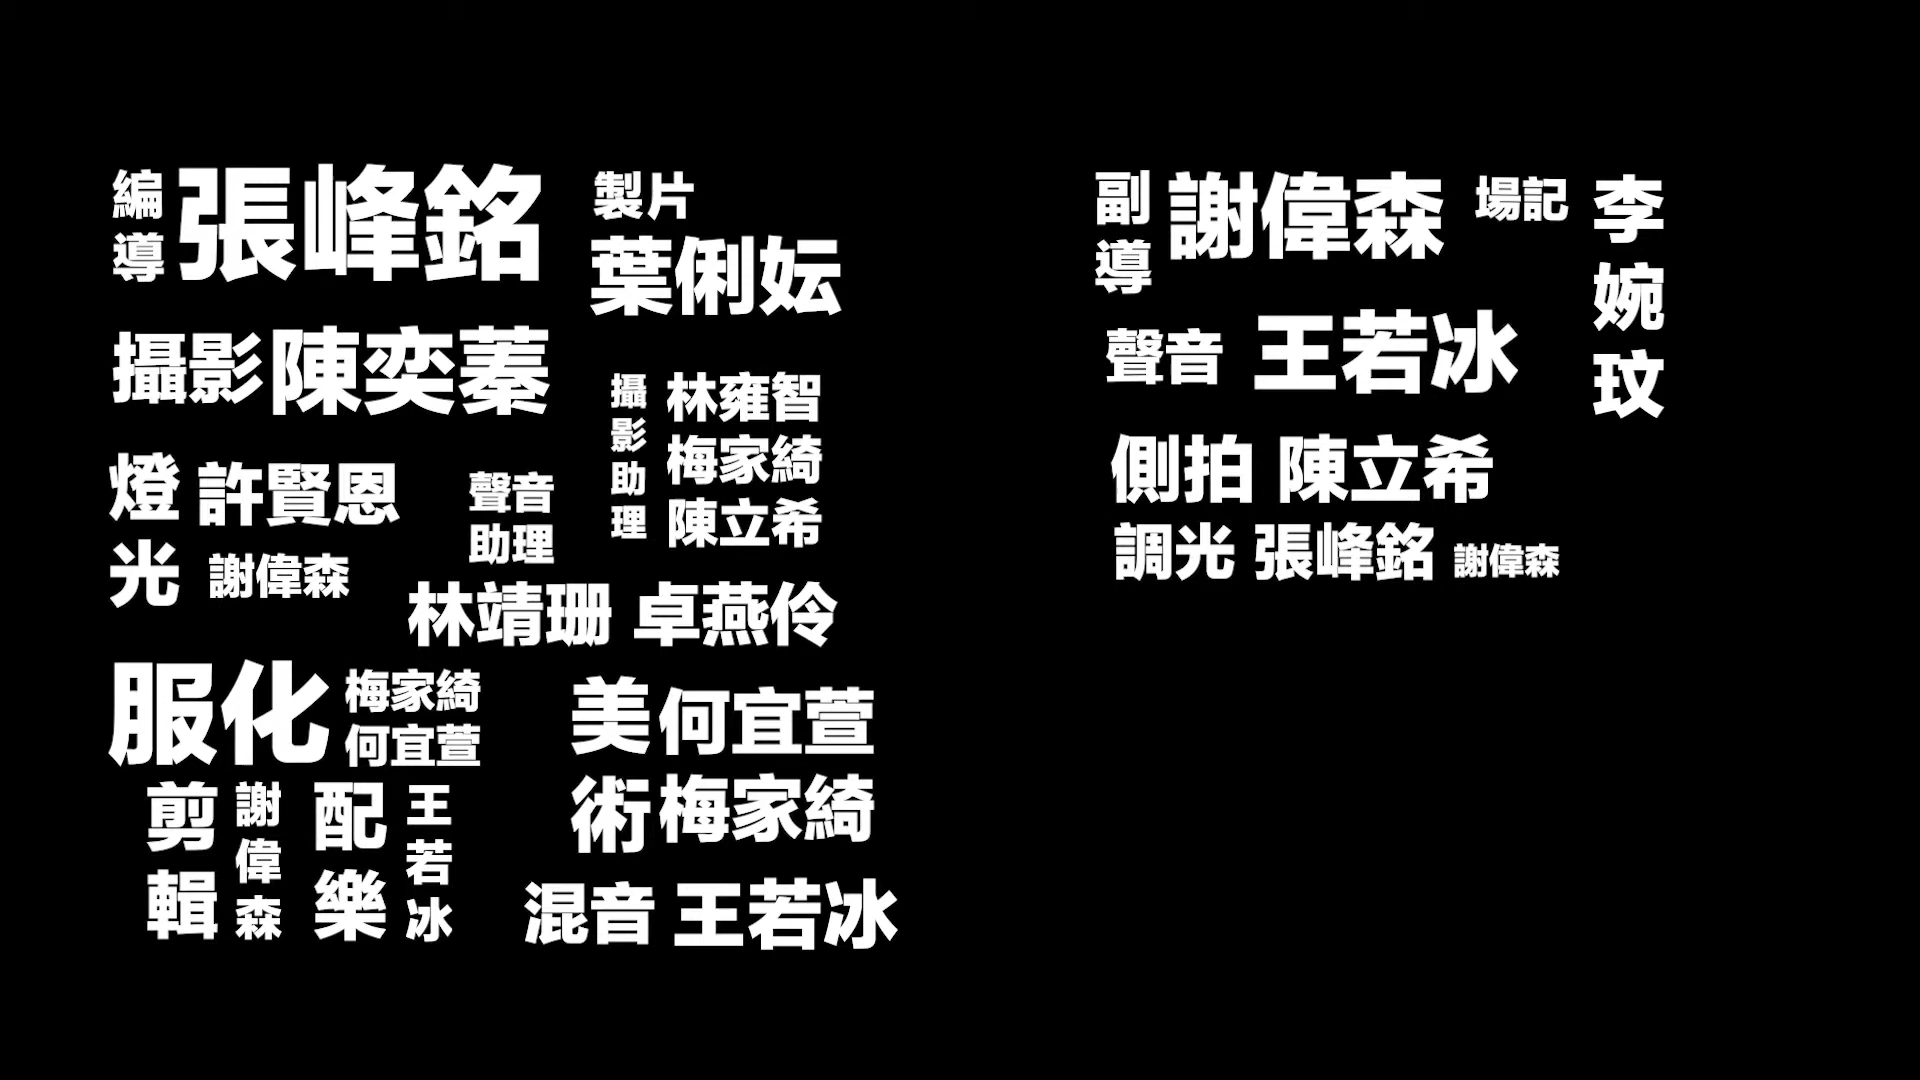 編導 張峰銘
製片
葉俐妘
攝影 陳奕蓁
攝影助理
林雍智
梅家綺
陳立希
燈光
許賢恩
謝偉森
聲音
助理
林靖珊 卓燕伶
服化
梅家綺
何宜萱
美術
何宜萱
梅家綺
剪輯
謝偉森
配樂
王若冰
混音 王若冰
副導 謝偉森
場記
李婉玟
聲音 王若冰
側拍 陳立希
調光 張峰銘 謝偉森